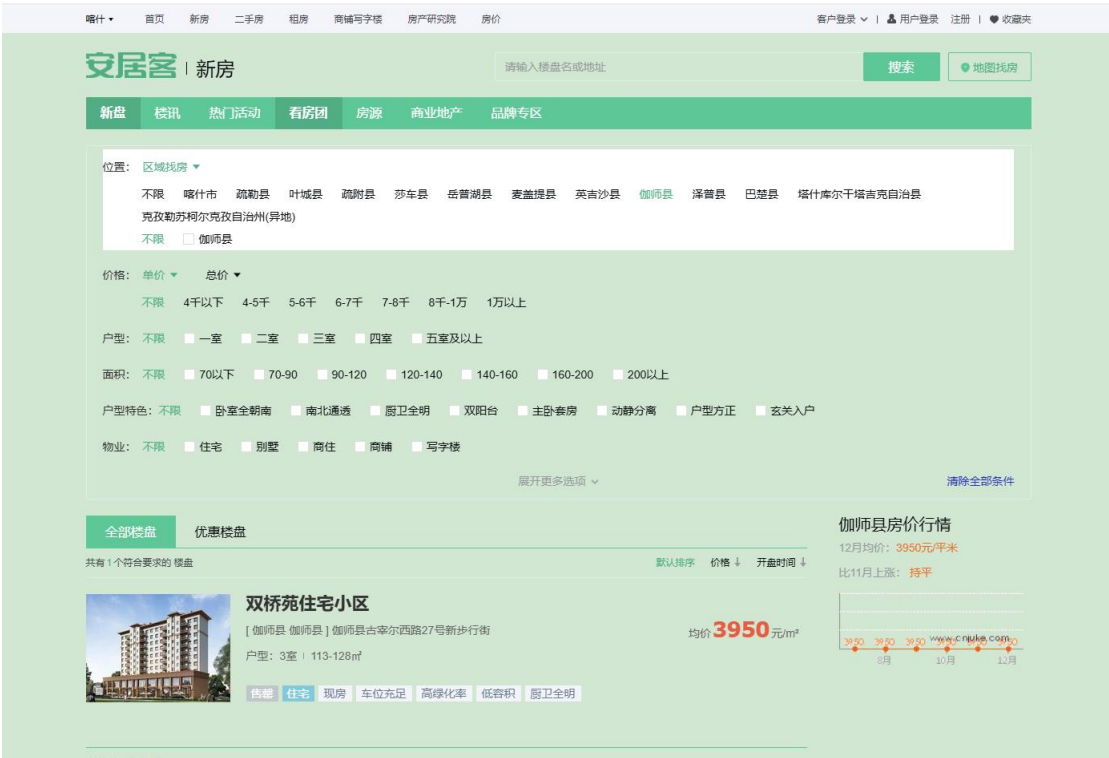 喀什 首页 新房 二手房 租房 商铺写字楼 房产研究院 房价 客户登录 | 用户登录 注册 | 收藏夹
安居客 新房 请输入楼盘名或地址 搜索 地图找房
新盘 楼讯 热门活动 看房团 房源 商业地产 品牌专区
位置: 区域找房
不限 喀什市 疏勒县 叶城县 疏附县 莎车县 岳普湖县 麦盖提县 英吉沙县 伽师县 泽普县 巴楚县 塔什库尔干塔吉克自治县
克孜勒苏柯尔克孜自治州(异地)
不限 伽师县
价格: 单价 总价
不限 4千以下 4-5千 5-6千 6-7千 7-8千 8千-1万 1万以上
户型: 不限 一室 二室 三室 四室 五室及以上
面积: 不限 70以下 70-90 90-120 120-140 140-160 160-200 200以上
户型特色: 不限 卧室全朝南 南北通透 厨卫全明 双阳台 主卧套房 动静分离 户型方正 玄关入户
物业: 不限 住宅 别墅 商住 商铺 写字楼
展开更多选项 清除全部条件
全部楼盘 优惠楼盘
共有1个符合要求的 楼盘 默认排序 价格↓ 开盘时间↓
双桥苑住宅小区
[ 伽师县 伽师县 ] 伽师县古宰尔西路27号新步行街
均价 3950 元/m²
户型: 3室 113-128㎡
售罄 住宅 现房 车位充足 高绿化率 低容积 厨卫全明
伽师县房价行情
12月均价: 3950元/平米
比11月上涨: 持平
3950 3950 3950 3950 3950
www.cnjuke.com
8月 10月 12月